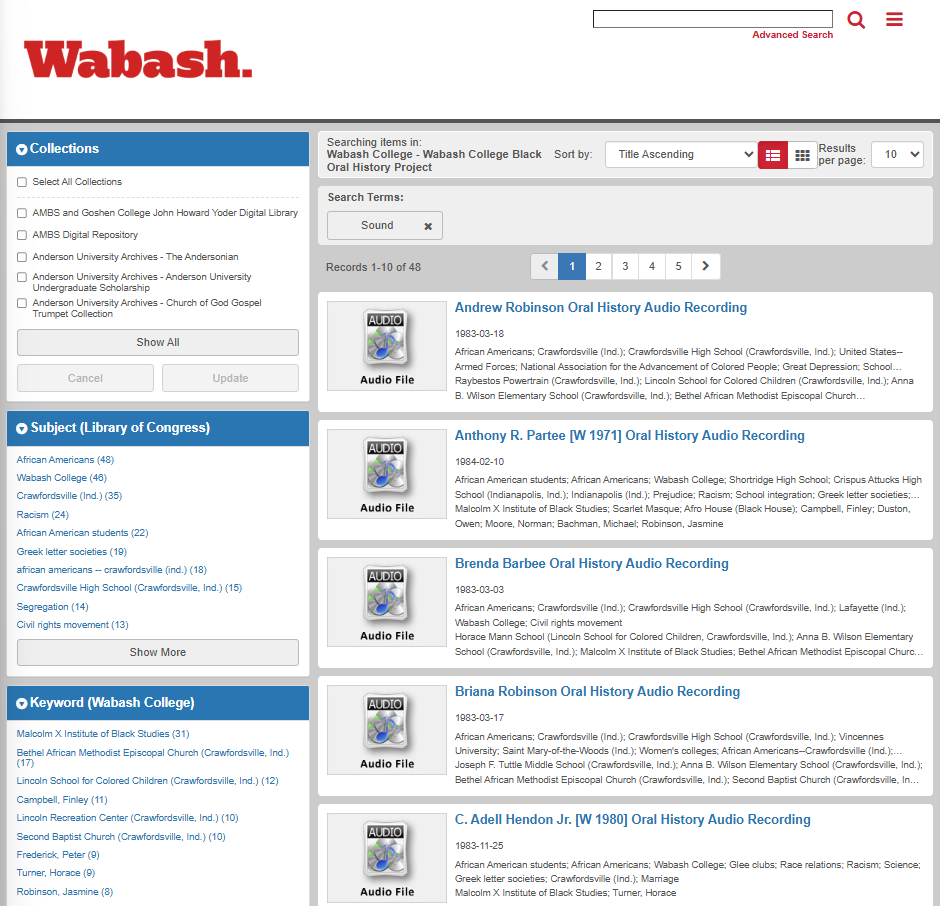 Advanced Search
Wabash.
Collections
Select All Collections
AMBS and Goshen College John Howard Yoder Digital Library
AMBS Digital Repository
Anderson University Archives - The Andersonian
Anderson University Archives - Anderson University
Undergraduate Scholarship
Anderson University Archives - Church of God Gospel
Trumpet Collection
Show All
Cancel
Update
Subject (Library of Congress)
African Americans (48)
Wabash College (46)
Crawfordsville (Ind.) (35)
Racism (24)
African American students (22)
Greek letter societies (19)
african americans -- crawfordsville (ind.) (18)
Crawfordsville High School (Crawfordsville, Ind.) (15)
Segregation (14)
Civil rights movement (13)
Show More
Keyword (Wabash College)
Malcolm X Institute of Black Studies (31)
Bethel African Methodist Episcopal Church (Crawfordsville, Ind.)
(17)
Lincoln School for Colored Children (Crawfordsville, Ind.) (12)
Campbell, Finley (11)
Lincoln Recreation Center (Crawfordsville, Ind.) (10)
Second Baptist Church (Crawfordsville, Ind.) (10)
Frederick, Peter (9)
Turner, Horace (9)
Robinson, Jasmine (8)
Searching items in:
Wabash College - Wabash College Black
Oral History Project
Sort by:
Title Ascending
Results
per page:
10
Search Terms:
Sound
Records 1-10 of 48
1 2 3 4 5
AUDIO
Audio File
Andrew Robinson Oral History Audio Recording
1983-03-18
African Americans; Crawfordsville (Ind.); Crawfordsville High School (Crawfordsville, Ind.); United States--
Armed Forces; National Association for the Advancement of Colored People; Great Depression; School…
Raybestos Powertrain (Crawfordsville, Ind.); Lincoln School for Colored Children (Crawfordsville, Ind.); Anna
B. Wilson Elementary School (Crawfordsville, Ind.); Bethel African Methodist Episcopal Church…
AUDIO
Audio File
Anthony R. Partee [W 1971] Oral History Audio Recording
1984-02-10
African American students; African Americans; Wabash College; Shortridge High School; Crispus Attucks High
School (Indianapolis, Ind.); Indianapolis (Ind.); Prejudice; Racism; School integration; Greek letter societies;…
Malcolm X Institute of Black Studies; Scarlet Masque; Afro House (Black House); Campbell, Finley; Duston,
Owen; Moore, Norman; Bachman, Michael; Robinson, Jasmine
AUDIO
Audio File
Brenda Barbee Oral History Audio Recording
1983-03-03
African Americans; Crawfordsville (Ind.); Crawfordsville High School (Crawfordsville, Ind.); Lafayette (Ind.);
Wabash College; Civil rights movement
Horace Mann School (Lincoln School for Colored Children, Crawfordsville, Ind.); Anna B. Wilson Elementary
School (Crawfordsville, Ind.); Malcolm X Institute of Black Studies; Bethel African Methodist Episcopal Churc…
AUDIO
Audio File
Briana Robinson Oral History Audio Recording
1983-03-17
African Americans; Crawfordsville (Ind.); Crawfordsville High School (Crawfordsville, Ind.); Vincennes
University; Saint Mary-of-the-Woods (Ind.); Women's colleges; African Americans--Crawfordsville (Ind.);…
Joseph F. Tuttle Middle School (Crawfordsville, Ind.); Anna B. Wilson Elementary School (Crawfordsville, Ind.);
Bethel African Methodist Episcopal Church (Crawfordsville, Ind.); Second Baptist Church (Crawfordsville, In…
AUDIO
Audio File
C. Adell Hendon Jr. [W 1980] Oral History Audio Recording
1983-11-25
African American students; African Americans; Wabash College; Glee clubs; Race relations; Racism; Science;
Greek letter societies; Crawfordsville (Ind.); Marriage
Malcolm X Institute of Black Studies; Turner, Horace